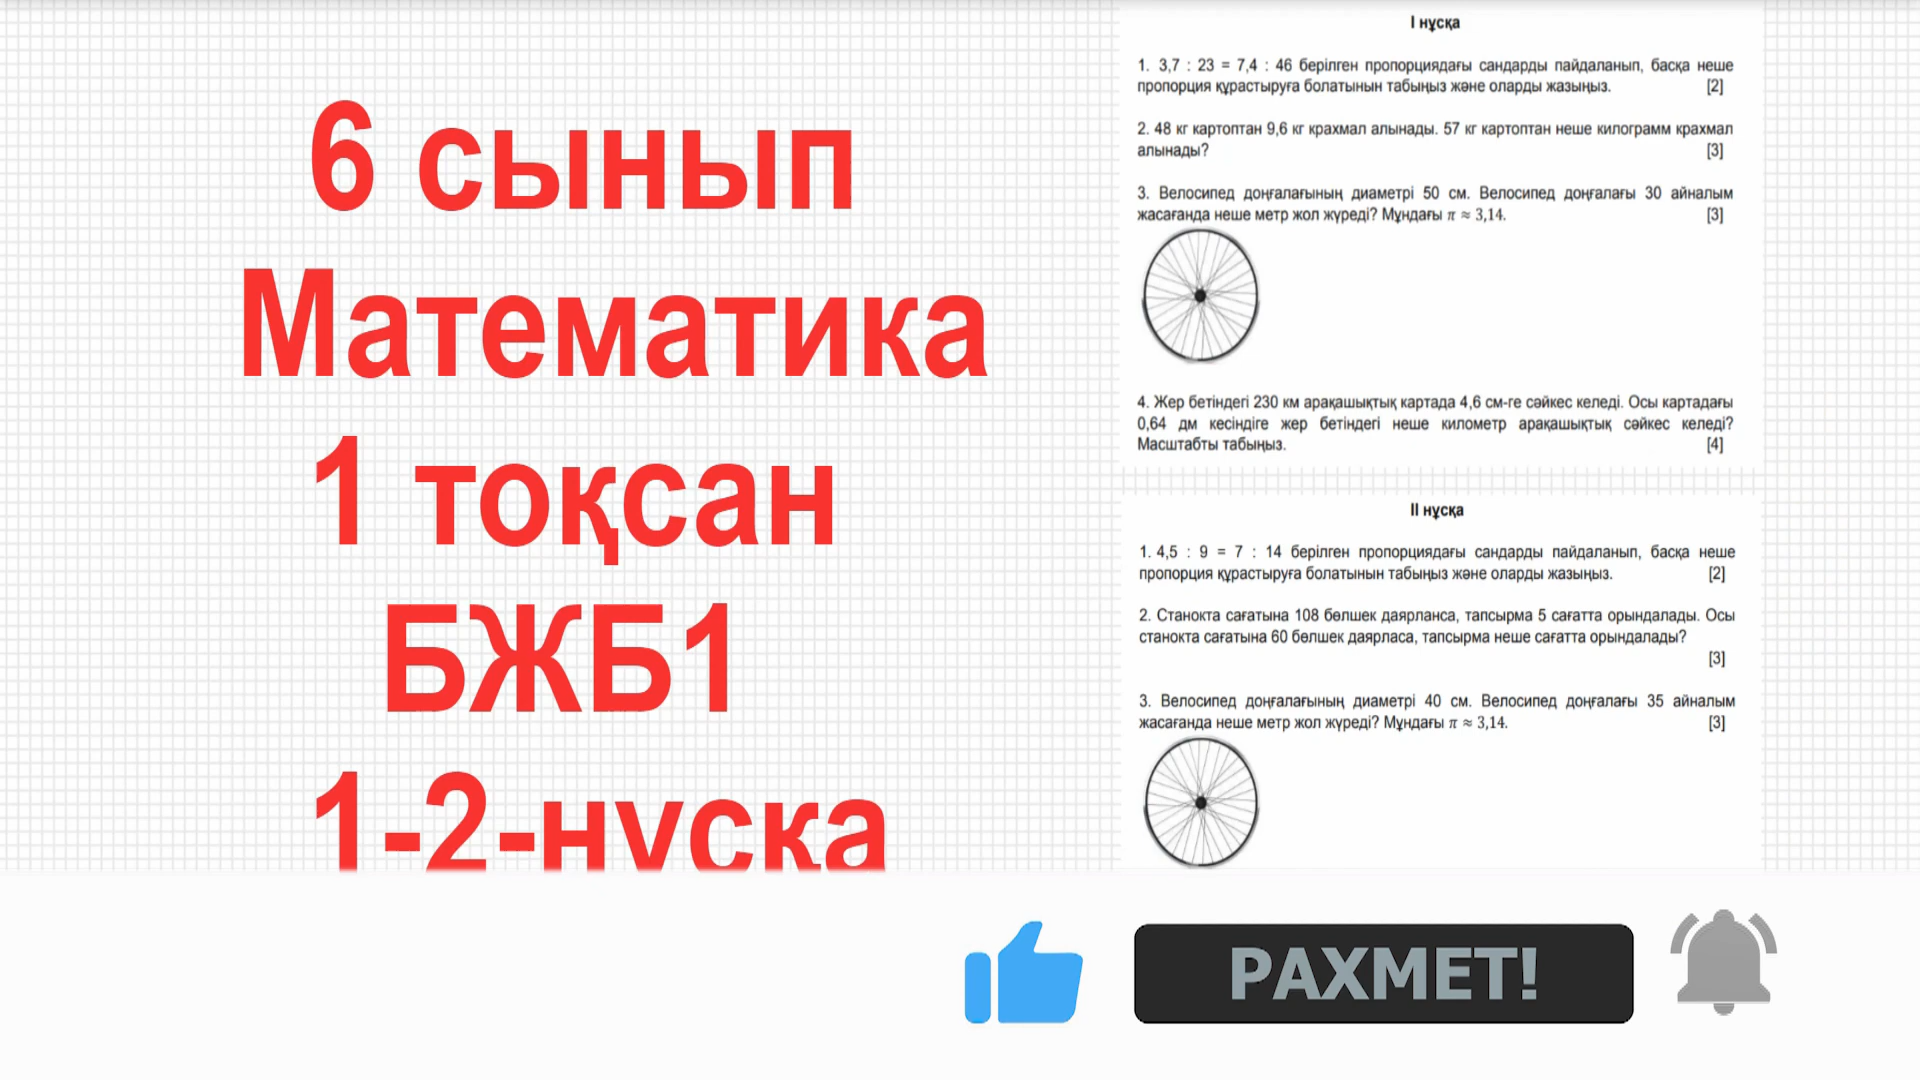 6 сынып
Математика
1 тоқсан
БЖБ1
1-2-нұсқа
I нұсқа
1. 3,7 : 23 = 7,4 : 46 берілген пропорциядағы сандарды пайдаланып, басқа неше
пропорция құрастыруға болатынын табыңыз және оларды жазыңыз. [2]
2. 48 кг картоптан 9,6 кг крахмал алынады. 57 кг картоптан неше килограмм крахмал
алынады? [3]
3. Велосипед доңғалағының диаметрі 50 см. Велосипед доңғалағы 30 айналым
жасағанда неше метр жол жүреді? Мұндағы π ≈ 3,14. [3]
4. Жер бетіндегі 230 км арақашықтық картада 4,6 см-ге сәйкес келеді. Осы картадағы
0,64 дм кесіндіге жер бетіндегі неше километр арақашықтық сәйкес келеді?
Масштабты табыңыз. [4]
II нұсқа
1. 4,5 : 9 = 7 : 14 берілген пропорциядағы сандарды пайдаланып, басқа неше
пропорция құрастыруға болатынын табыңыз және оларды жазыңыз. [2]
2. Станокта сағатына 108 бөлшек даярланса, тапсырма 5 сағатта орындалады. Осы
станокта сағатына 60 бөлшек даярласа, тапсырма неше сағатта орындалады?
[3]
3. Велосипед доңғалағының диаметрі 40 см. Велосипед доңғалағы 35 айналым
жасағанда неше метр жол жүреді? Мұндағы π ≈ 3,14. [3]
РАХМЕТ!